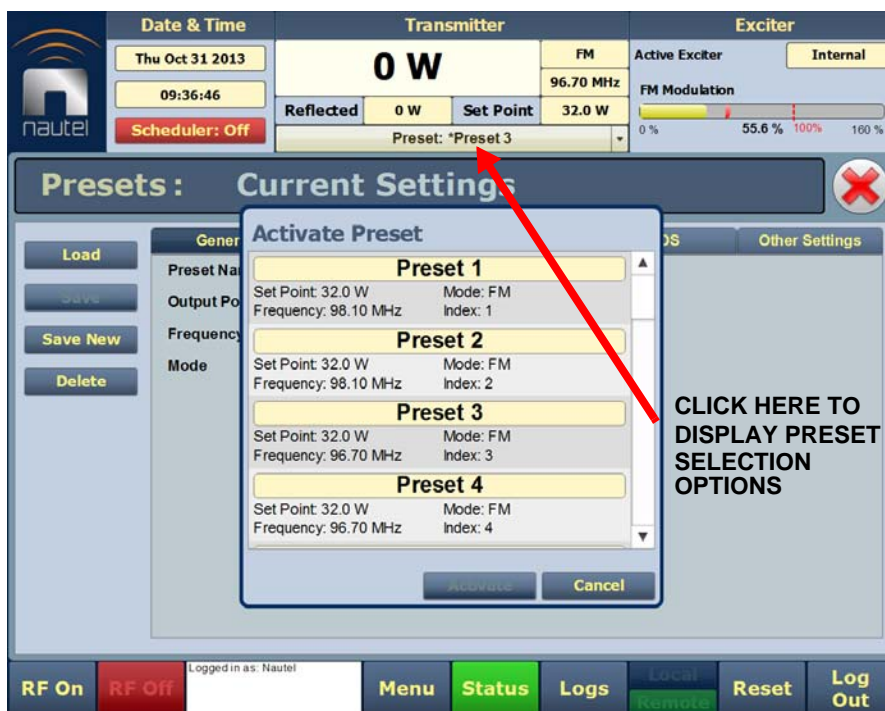 Date & Time
Transmitter
Exciter
Thu Oct 31 2013
09:36:46
Scheduler: Off
nautel
0 W
FM
96.70 MHz
Reflected 0 W Set Point 32.0 W
Preset: *Preset 3
Active Exciter Internal
FM Modulation
0 % 55.6 % 100% 160 %
Presets: Current Settings
Load
Save
Save New
Delete
Gener
DS
Other Settings
Preset Na
Output Po
Frequency
Mode
Activate Preset
Preset 1
Set Point: 32.0 W Mode: FM
Frequency: 98.10 MHz Index: 1
Preset 2
Set Point: 32.0 W Mode: FM
Frequency: 98.10 MHz Index: 2
Preset 3
Set Point: 32.0 W Mode: FM
Frequency: 96.70 MHz Index: 3
Preset 4
Set Point: 32.0 W Mode: FM
Frequency: 96.70 MHz Index: 4
Activate Cancel
CLICK HERE TO
DISPLAY PRESET
SELECTION
OPTIONS
RF On
RF Off
Logged in as: Nautel
Menu
Status
Logs
Local
Remote
Reset
Log
Out